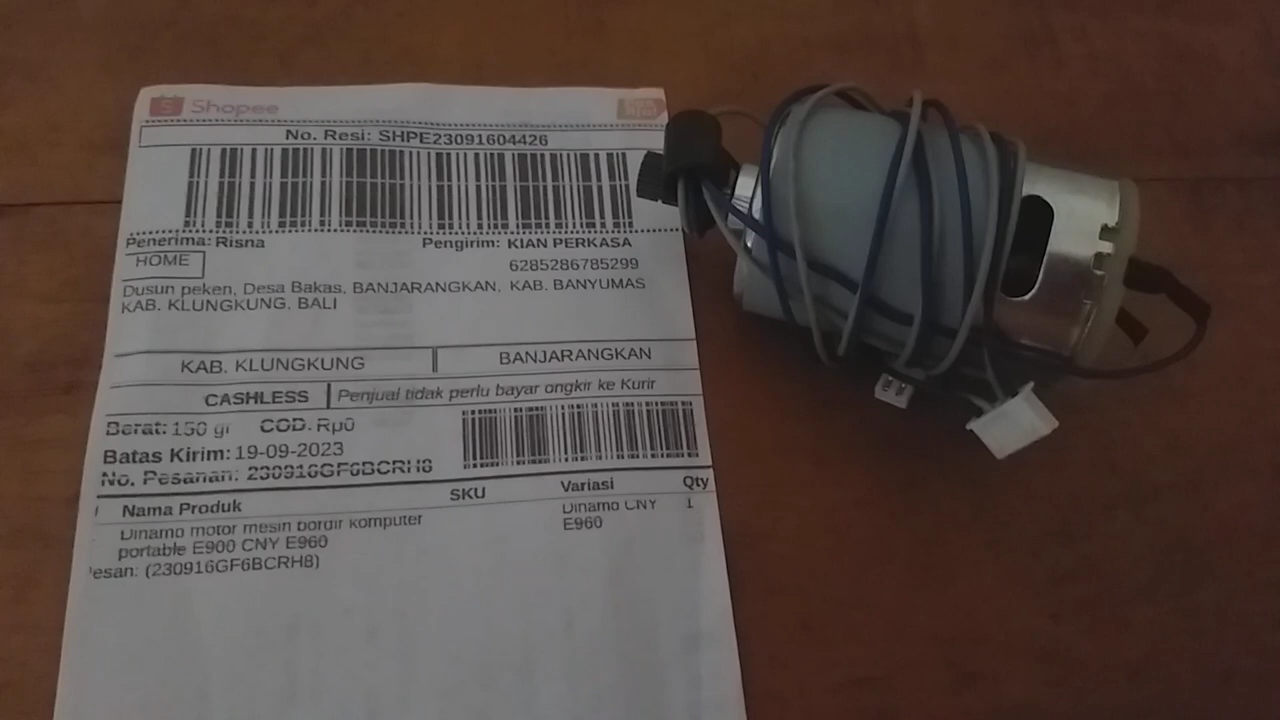 Shopee
No. Resi: SHPE23091604426
Penerima: Risna
Pengirim: KIAN PERKASA
HOME
6285286785299
Dusun peken, Desa Bakas, BANJARANGKAN, KAB. BANYUMAS
KAB. KLUNGKUNG, BALI
KAB. KLUNGKUNG
BANJARANGKAN
CASHLESS
Penjual tidak perlu bayar ongkir ke Kurir
Berat: 150 gr COD: Rp0
Batas Kirim: 19-09-2023
No. Pesanan: 230916GF6BCRH8
Nama Produk SKU Variasi Qty
Dinamo motor mesin bordir komputer
portable E900 CNY E960
Dinamo CNY
E960
1
esan: (230916GF6BCRH8)